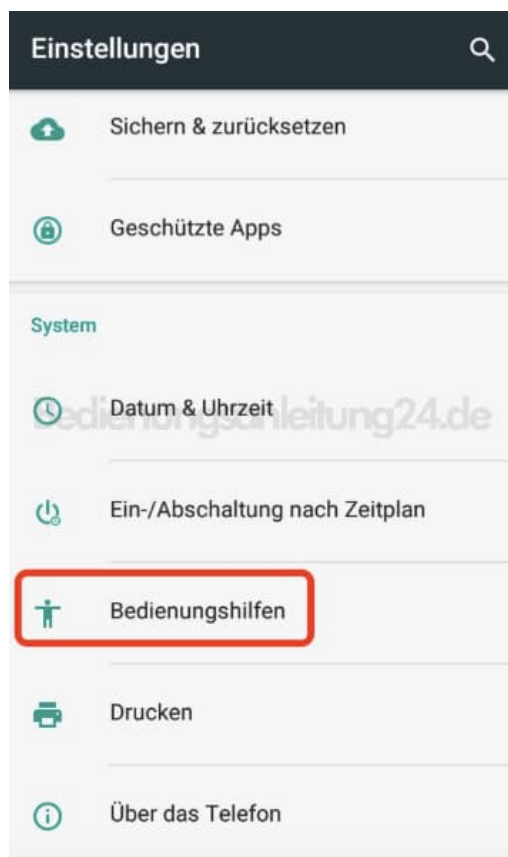 Einstellungen
Sichern & zurücksetzen
Geschützte Apps
System
Datum & Uhrzeit
Bedienungsanleitung24.de
Ein-/Abschaltung nach Zeitplan
Bedienungshilfen
Drucken
Über das Telefon